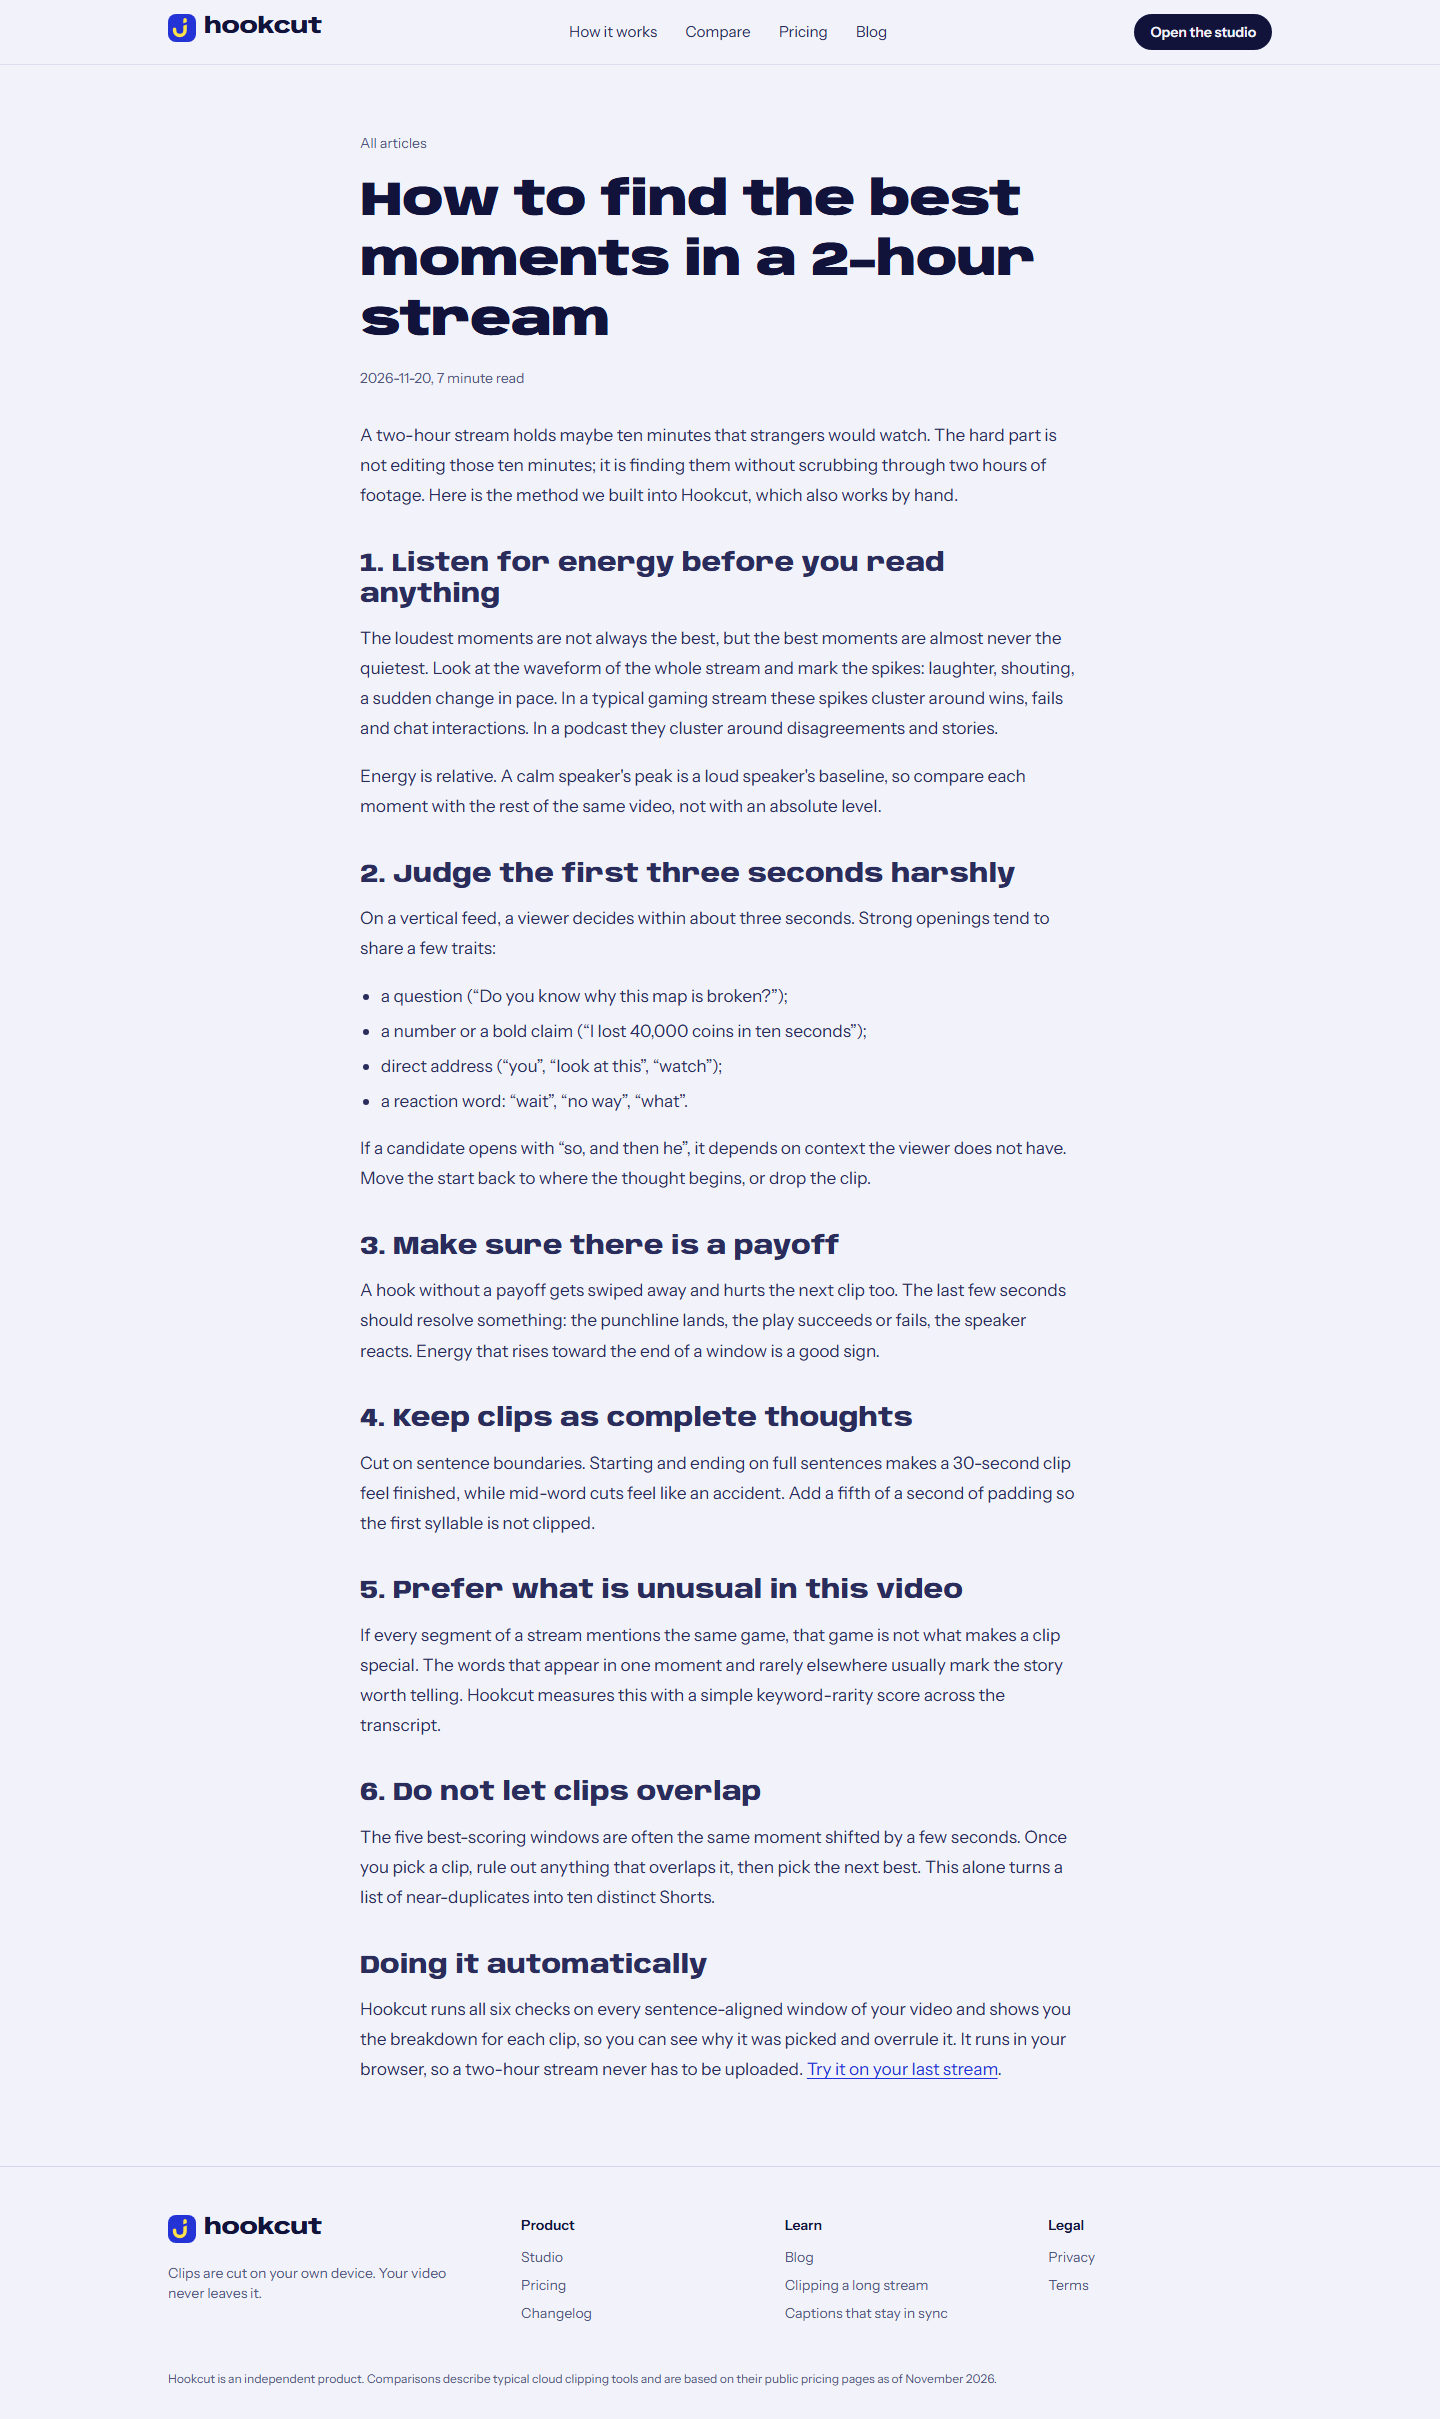 hookcut
How it works
Compare
Pricing
Blog
Open the studio
All articles
How to find the best
moments in a 2-hour
stream
2026-11-20, 7 minute read
A two-hour stream holds maybe ten minutes that strangers would watch. The hard part is
not editing those ten minutes; it is finding them without scrubbing through two hours of
footage. Here is the method we built into Hookcut, which also works by hand.
1. Listen for energy before you read
anything
The loudest moments are not always the best, but the best moments are almost never the
quietest. Look at the waveform of the whole stream and mark the spikes: laughter, shouting,
a sudden change in pace. In a typical gaming stream these spikes cluster around wins, fails
and chat interactions. In a podcast they cluster around disagreements and stories.
Energy is relative. A calm speaker's peak is a loud speaker's baseline, so compare each
moment with the rest of the same video, not with an absolute level.
2. Judge the first three seconds harshly
On a vertical feed, a viewer decides within about three seconds. Strong openings tend to
share a few traits:
• a question (“Do you know why this map is broken?”);
• a number or a bold claim (“I lost 40,000 coins in ten seconds”);
• direct address (“you”, “look at this”, “watch”);
• a reaction word: “wait”, “no way”, “what”.
If a candidate opens with “so, and then he”, it depends on context the viewer does not have.
Move the start back to where the thought begins, or drop the clip.
3. Make sure there is a payoff
A hook without a payoff gets swiped away and hurts the next clip too. The last few seconds
should resolve something: the punchline lands, the play succeeds or fails, the speaker
reacts. Energy that rises toward the end of a window is a good sign.
4. Keep clips as complete thoughts
Cut on sentence boundaries. Starting and ending on full sentences makes a 30-second clip
feel finished, while mid-word cuts feel like an accident. Add a fifth of a second of padding so
the first syllable is not clipped.
5. Prefer what is unusual in this video
If every segment of a stream mentions the same game, that game is not what makes a clip
special. The words that appear in one moment and rarely elsewhere usually mark the story
worth telling. Hookcut measures this with a simple keyword-rarity score across the
transcript.
6. Do not let clips overlap
The five best-scoring windows are often the same moment shifted by a few seconds. Once
you pick a clip, rule out anything that overlaps it, then pick the next best. This alone turns a
list of near-duplicates into ten distinct Shorts.
Doing it automatically
Hookcut runs all six checks on every sentence-aligned window of your video and shows you
the breakdown for each clip, so you can see why it was picked and overrule it. It runs in your
browser, so a two-hour stream never has to be uploaded. Try it on your last stream.
hookcut
Clips are cut on your own device. Your video
never leaves it.
Product
Studio
Pricing
Changelog
Learn
Blog
Clipping a long stream
Captions that stay in sync
Legal
Privacy
Terms
Hookcut is an independent product. Comparisons describe typical cloud clipping tools and are based on their public pricing pages as of November 2026.